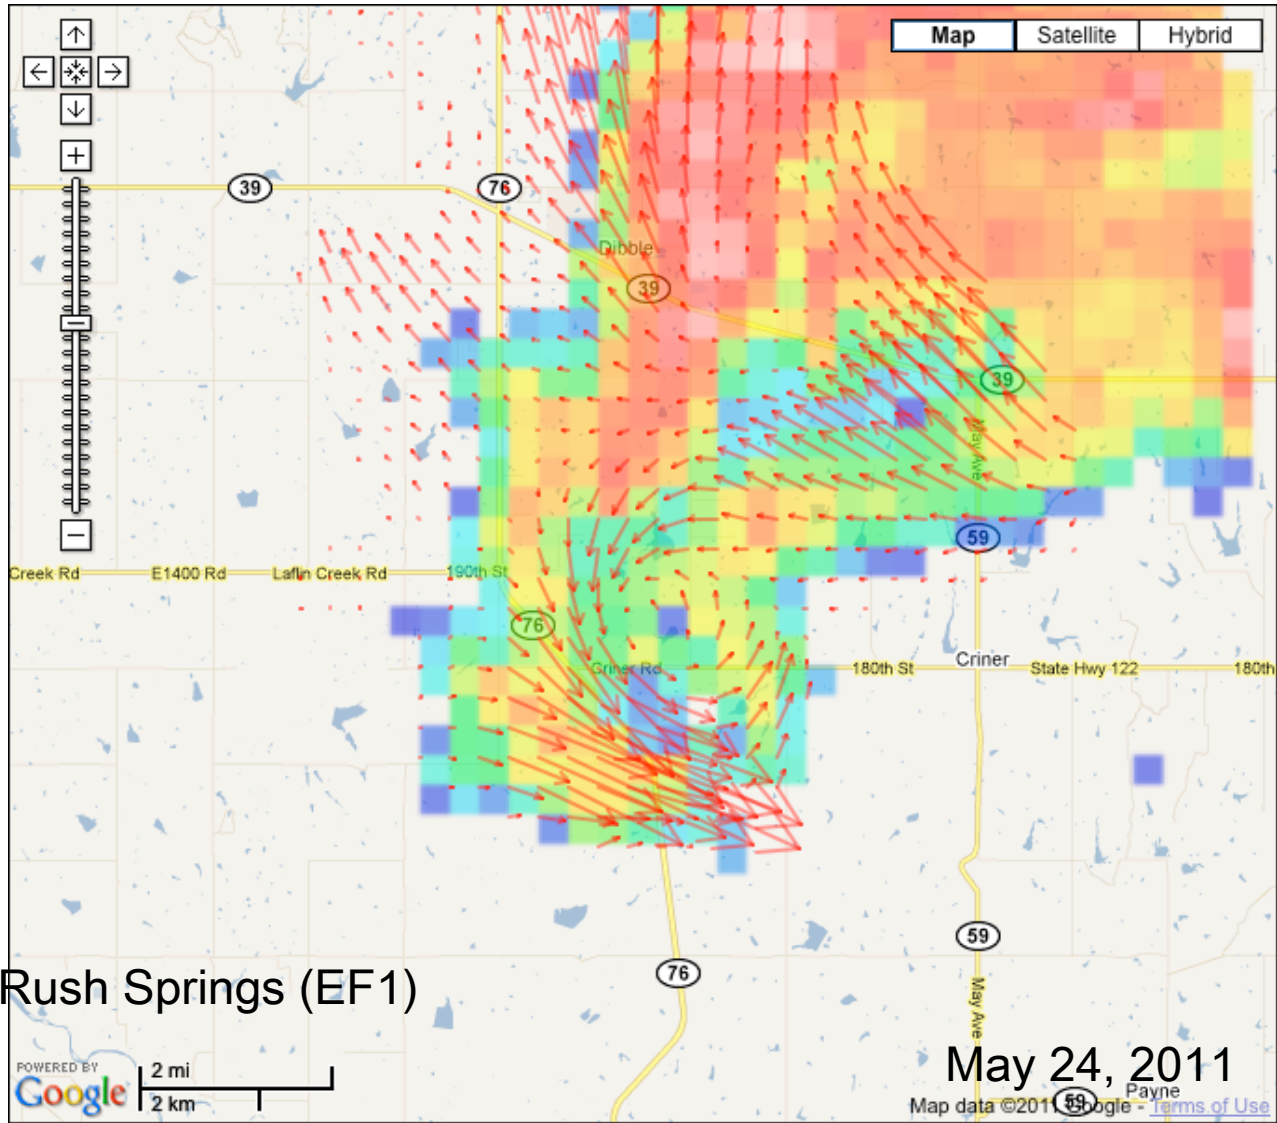 Map Satellite Hybrid
39
76
Dibble
39
39
May Ave
59
Creek Rd E1400 Rd Laflin Creek Rd 190th St
76
Criner Rd 180th St Criner State Hwy 122 180th
59
76
Rush Springs (EF1)
May Ave
May 24, 2011
POWERED BY
Google
2 mi
2 km
59 Payne
Map data ©2011 Google - Terms of Use